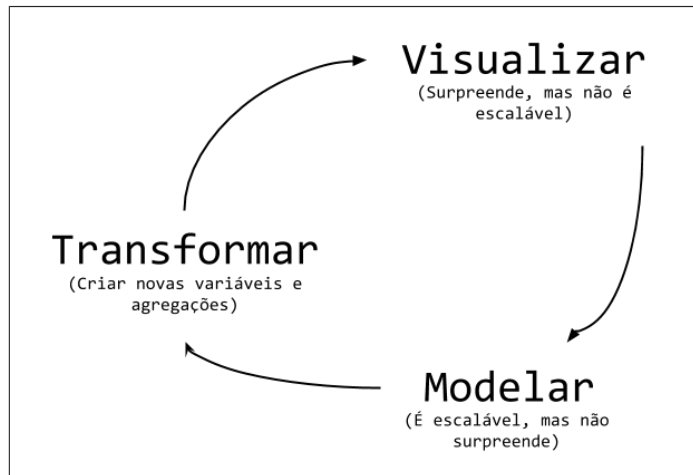 Visualizar
(Surpreende, mas não é
escalável)
Transformar
(Criar novas variáveis e
agregações)
Modelar
(É escalável, mas não
surpreende)